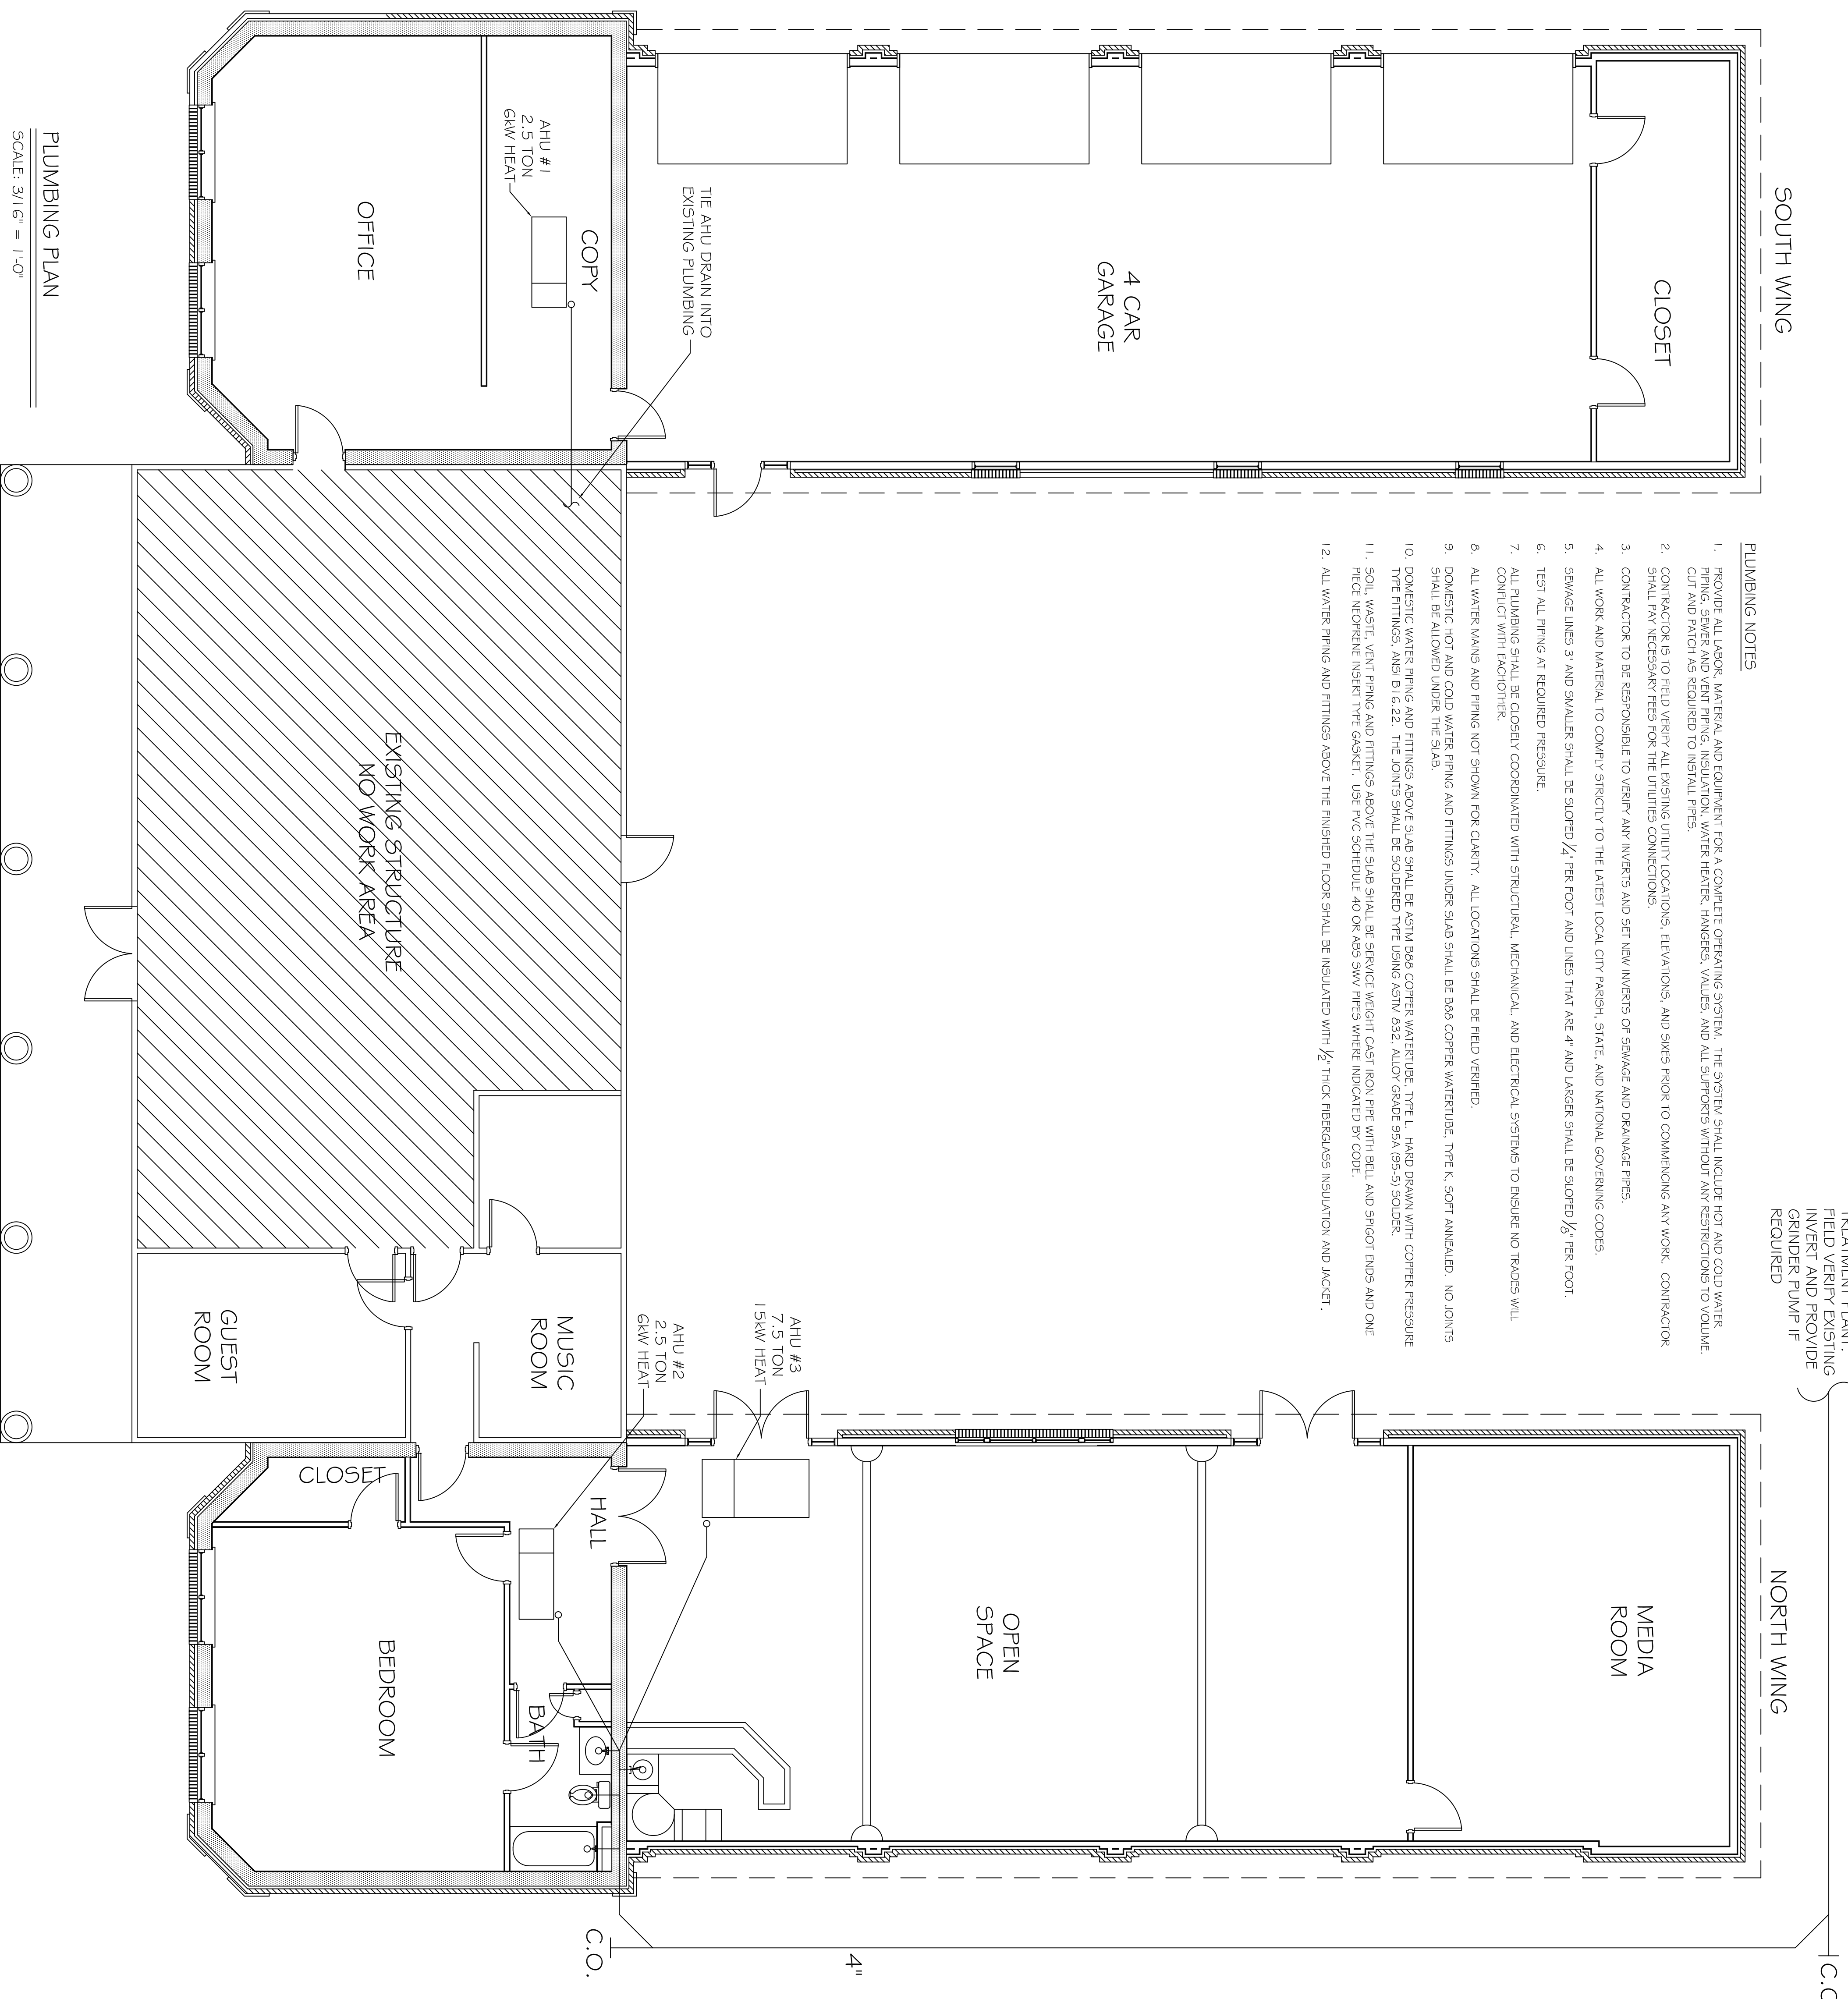 SOUTH WING
CLOSET
4 CAR
GARAGE
TIE AHU DRAIN INTO
EXISTING PLUMBING
COPY
AHU #1
2.5 TON
6kW HEAT
OFFICE
PLUMBING PLAN
SCALE: 3/16" = 1'-0"
TREATMENT PLANT.
FIELD VERIFY EXISTING
INVERT AND PROVIDE
GRINDER PUMP IF
REQUIRED
PLUMBING NOTES
1. PROVIDE ALL LABOR, MATERIAL AND EQUIPMENT FOR A COMPLETE OPERATING SYSTEM. THE SYSTEM SHALL INCLUDE HOT AND COLD WATER
PIPING, SEWER AND VENT PIPING, INSULATION, WATER HEATER, HANGERS, VALUES, AND ALL SUPPORTS WITHOUT ANY RESTRICTIONS TO VOLUME.
CUT AND PATCH AS REQUIRED TO INSTALL PIPES.
2. CONTRACTOR IS TO FIELD VERIFY ALL EXISTING UTILITY LOCATIONS, ELEVATIONS, AND SIXES PRIOR TO COMMENCING ANY WORK. CONTRACTOR
SHALL PAY NECESSARY FEES FOR THE UTILITIES CONNECTIONS.
3. CONTRACTOR TO BE RESPONSIBLE TO VERIFY ANY INVERTS AND SET NEW INVERTS OF SEWAGE AND DRAINAGE PIPES.
4. ALL WORK AND MATERIAL TO COMPLY STRICTLY TO THE LATEST LOCAL CITY PARISH, STATE, AND NATIONAL GOVERNING CODES.
5. SEWAGE LINES 3" AND SMALLER SHALL BE SLOPED 1/4" PER FOOT AND LINES THAT ARE 4" AND LARGER SHALL BE SLOPED 1/8" PER FOOT.
6. TEST ALL PIPING AT REQUIRED PRESSURE.
7. ALL PLUMBING SHALL BE CLOSELY COORDINATED WITH STRUCTURAL, MECHANICAL, AND ELECTRICAL SYSTEMS TO ENSURE NO TRADES WILL
CONFLICT WITH EACHOTHER.
8. ALL WATER MAINS AND PIPING NOT SHOWN FOR CLARITY. ALL LOCATIONS SHALL BE FIELD VERIFIED.
9. DOMESTIC HOT AND COLD WATER PIPING AND FITTINGS UNDER SLAB SHALL BE B88 COPPER WATERTUBE, TYPE K, SOFT ANNEALED. NO JOINTS
SHALL BE ALLOWED UNDER THE SLAB.
10. DOMESTIC WATER PIPING AND FITTINGS ABOVE SLAB SHALL BE ASTM B88 COPPER WATERTUBE, TYPE L. HARD DRAWN WITH COPPER PRESSURE
TYPE FITTINGS, ANSI B16.22. THE JOINTS SHALL BE SOLDERED TYPE USING ASTM B32, ALLOY GRADE 95A (95-5) SOLDER.
11. SOIL, WASTE, VENT PIPING AND FITTINGS ABOVE THE SLAB SHALL BE SERVICE WEIGHT CAST IRON PIPE WITH BELL AND SPIGOT ENDS AND ONE
PIECE NEOPRENE INSERT TYPE GASKET. USE PVC SCHEDULE 40 OR ABS SWV PIPES WHERE INDICATED BY CODE.
12. ALL WATER PIPING AND FITTINGS ABOVE THE FINISHED FLOOR SHALL BE INSULATED WITH 1/2" THICK FIBERGLASS INSULATION AND JACKET.
EXISTING STRUCTURE
NO WORK AREA
AHU #3
7.5 TON
15kW HEAT
AHU #2
2.5 TON
6kW HEAT
MUSIC
ROOM
GUEST
ROOM
NORTH WING
MEDIA
ROOM
OPEN
SPACE
HALL
CLOSET
BATH
BEDROOM
C.O.
4"
C.O